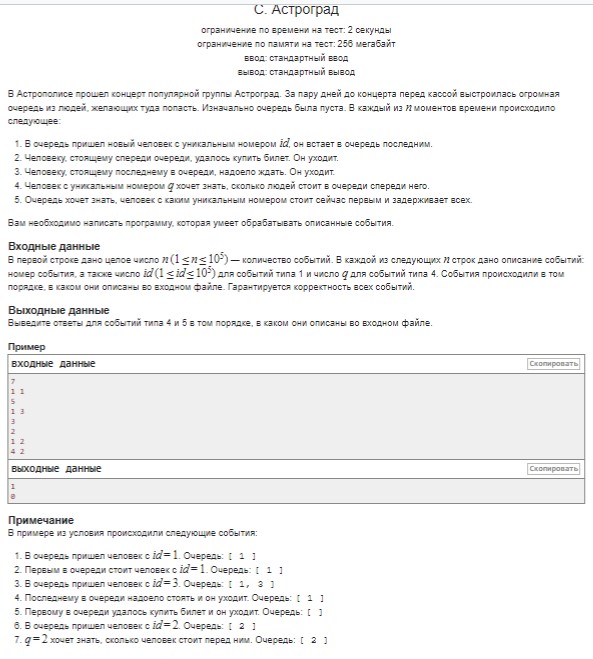 С. Астроград
ограничение по времени на тест: 2 секунды
ограничение по памяти на тест: 256 мегабайт
ввод: стандартный ввод
вывод: стандартный вывод
В Астрополисе прошел концерт популярной группы Астроград. За пару дней до концерта перед кассой выстроилась огромная
очередь из людей, желающих туда попасть. Изначально очередь была пуста. В каждый из n моментов времени происходило
следующее:
1. В очередь пришел новый человек с уникальным номером id, он встает в очередь последним.
2. Человеку, стоящему спереди очереди, удалось купить билет. Он уходит.
3. Человеку, стоящему последнему в очереди, надоело ждать. Он уходит.
4. Человек с уникальным номером q хочет знать, сколько людей стоит в очереди спереди него.
5. Очередь хочет знать, человек с каким уникальным номером стоит сейчас первым и задерживает всех.
Вам необходимо написать программу, которая умеет обрабатывать описанные события.
Входные данные
В первой строке дано целое число n (1 ≤ n ≤ 10⁵) — количество событий. В каждой из следующих n строк дано описание событий:
номер события, а также число id (1 ≤ id ≤ 10⁵) для событий типа 1 и число q для событий типа 4. События происходили в том
порядке, в каком они описаны во входном файле. Гарантируется корректность всех событий.
Выходные данные
Выведите ответы для событий типа 4 и 5 в том порядке, в каком они описаны во входном файле.
Пример
входные данные Скопировать
7
1 1
5
1 3
3
2
1 2
4 2
выходные данные Скопировать
1
0
Примечание
В примере из условия происходили следующие события:
1. В очередь пришел человек с id = 1. Очередь: [ 1 ]
2. Первым в очереди стоит человек с id = 1. Очередь: [ 1 ]
3. В очередь пришел человек с id = 3. Очередь: [ 1, 3 ]
4. Последнему в очереди надоело стоять и он уходит. Очередь: [ 1 ]
5. Первому в очереди удалось купить билет и он уходит. Очередь: [ ]
6. В очередь пришел человек с id = 2. Очередь: [ 2 ]
7. q = 2 хочет знать, сколько человек стоит перед ним. Очередь: [ 2 ]